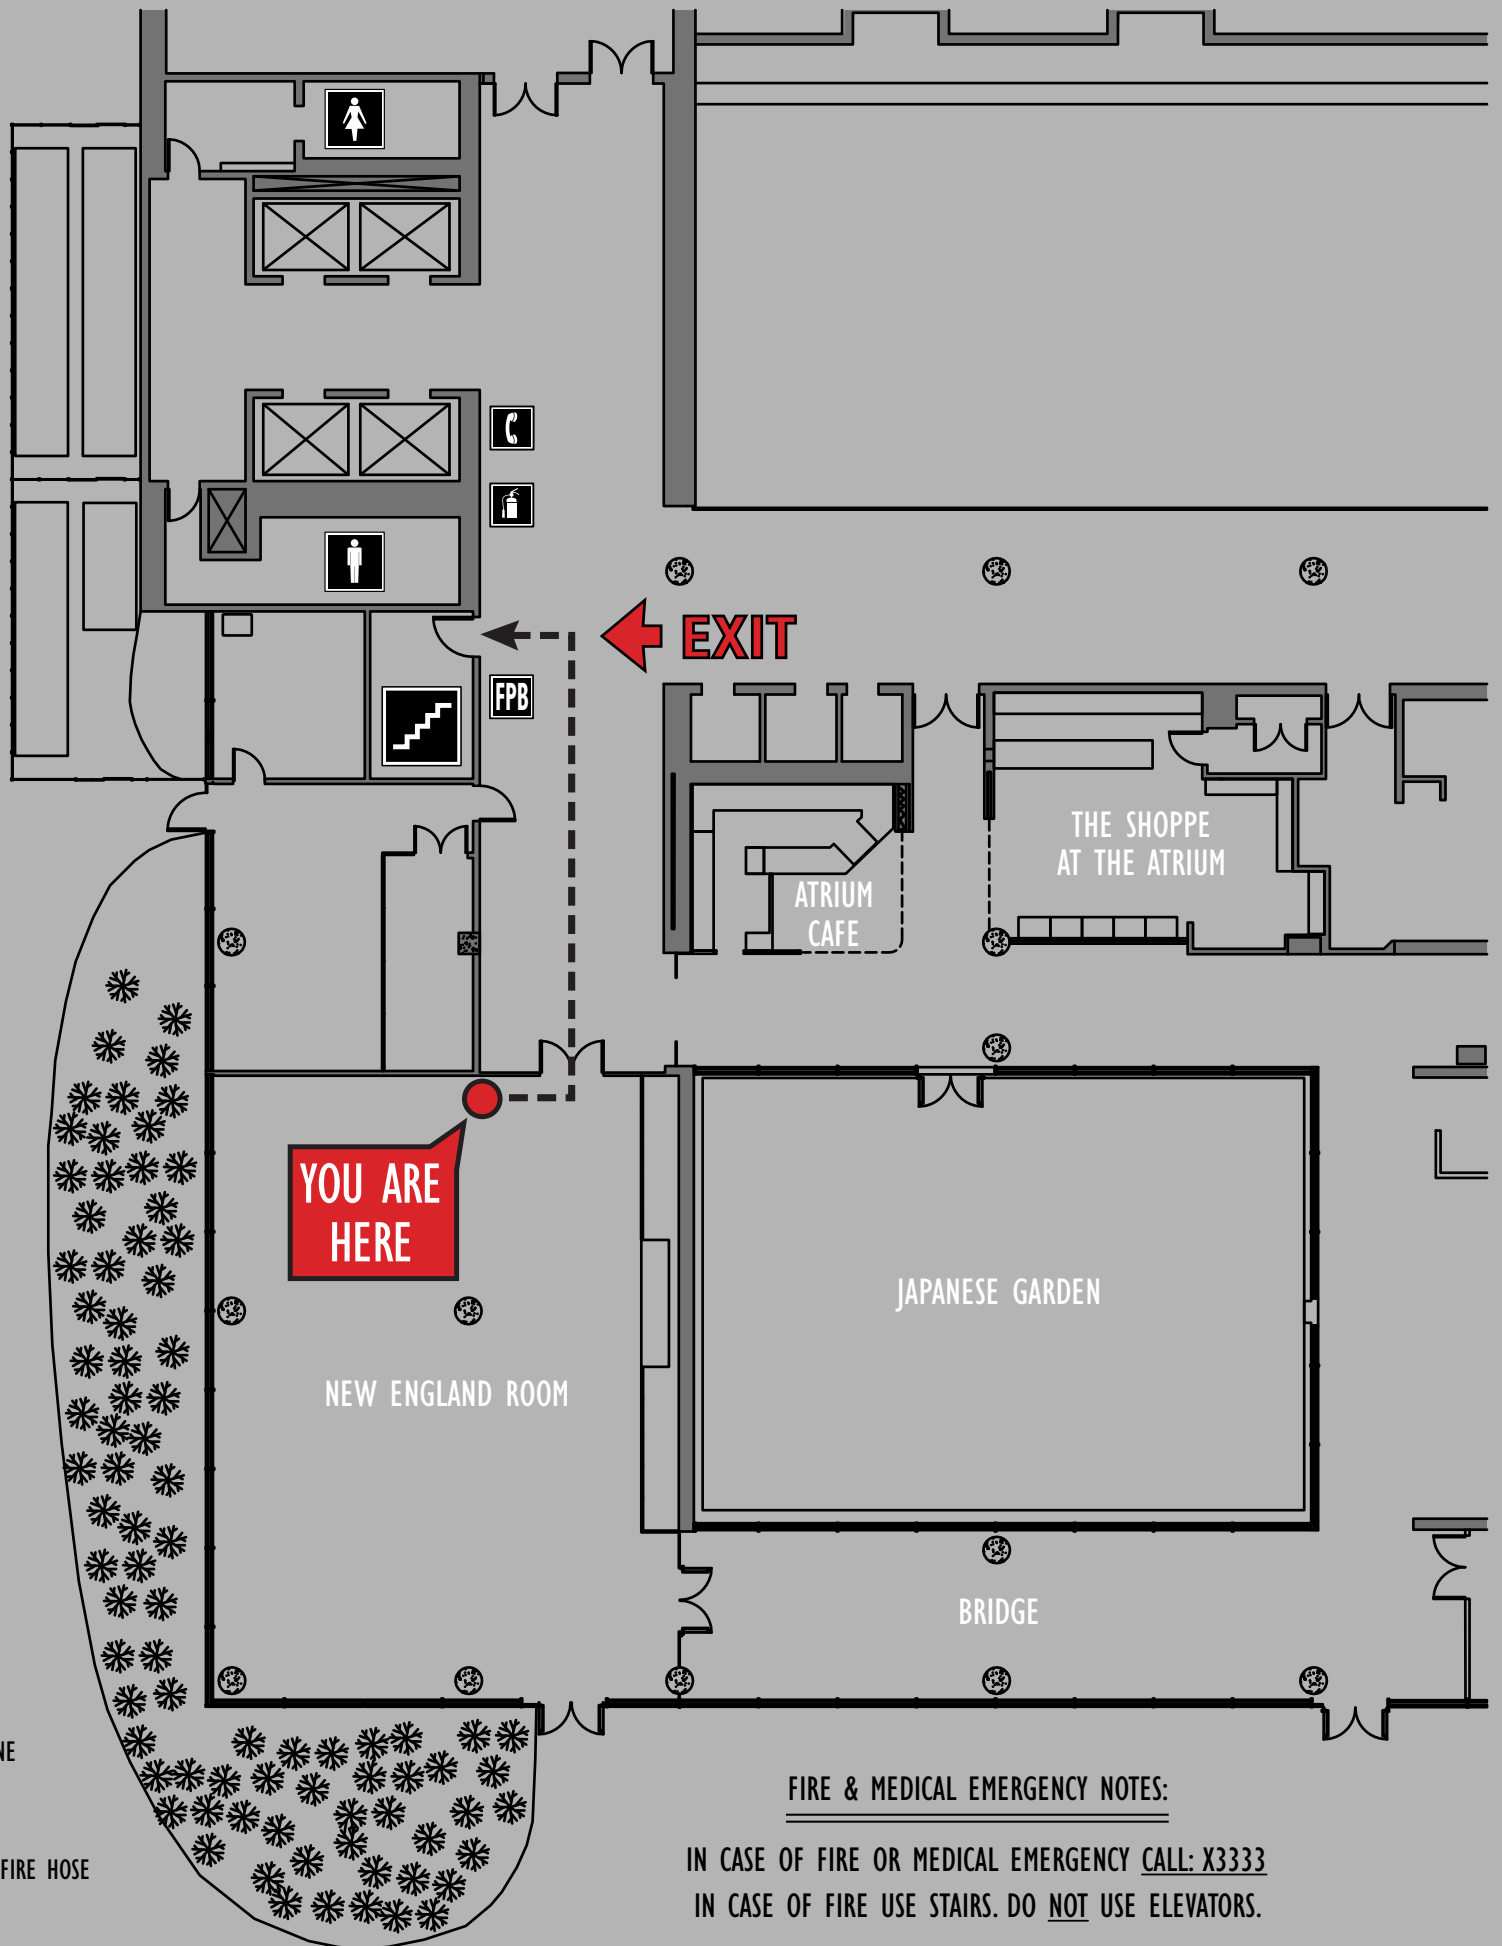 EXIT
FPB
THE SHOPPE
AT THE ATRIUM
ATRIUM
CAFE
YOU ARE
HERE
JAPANESE GARDEN
NEW ENGLAND ROOM
BRIDGE
NE
FIRE HOSE
FIRE & MEDICAL EMERGENCY NOTES:
IN CASE OF FIRE OR MEDICAL EMERGENCY CALL: X3333
IN CASE OF FIRE USE STAIRS. DO NOT USE ELEVATORS.